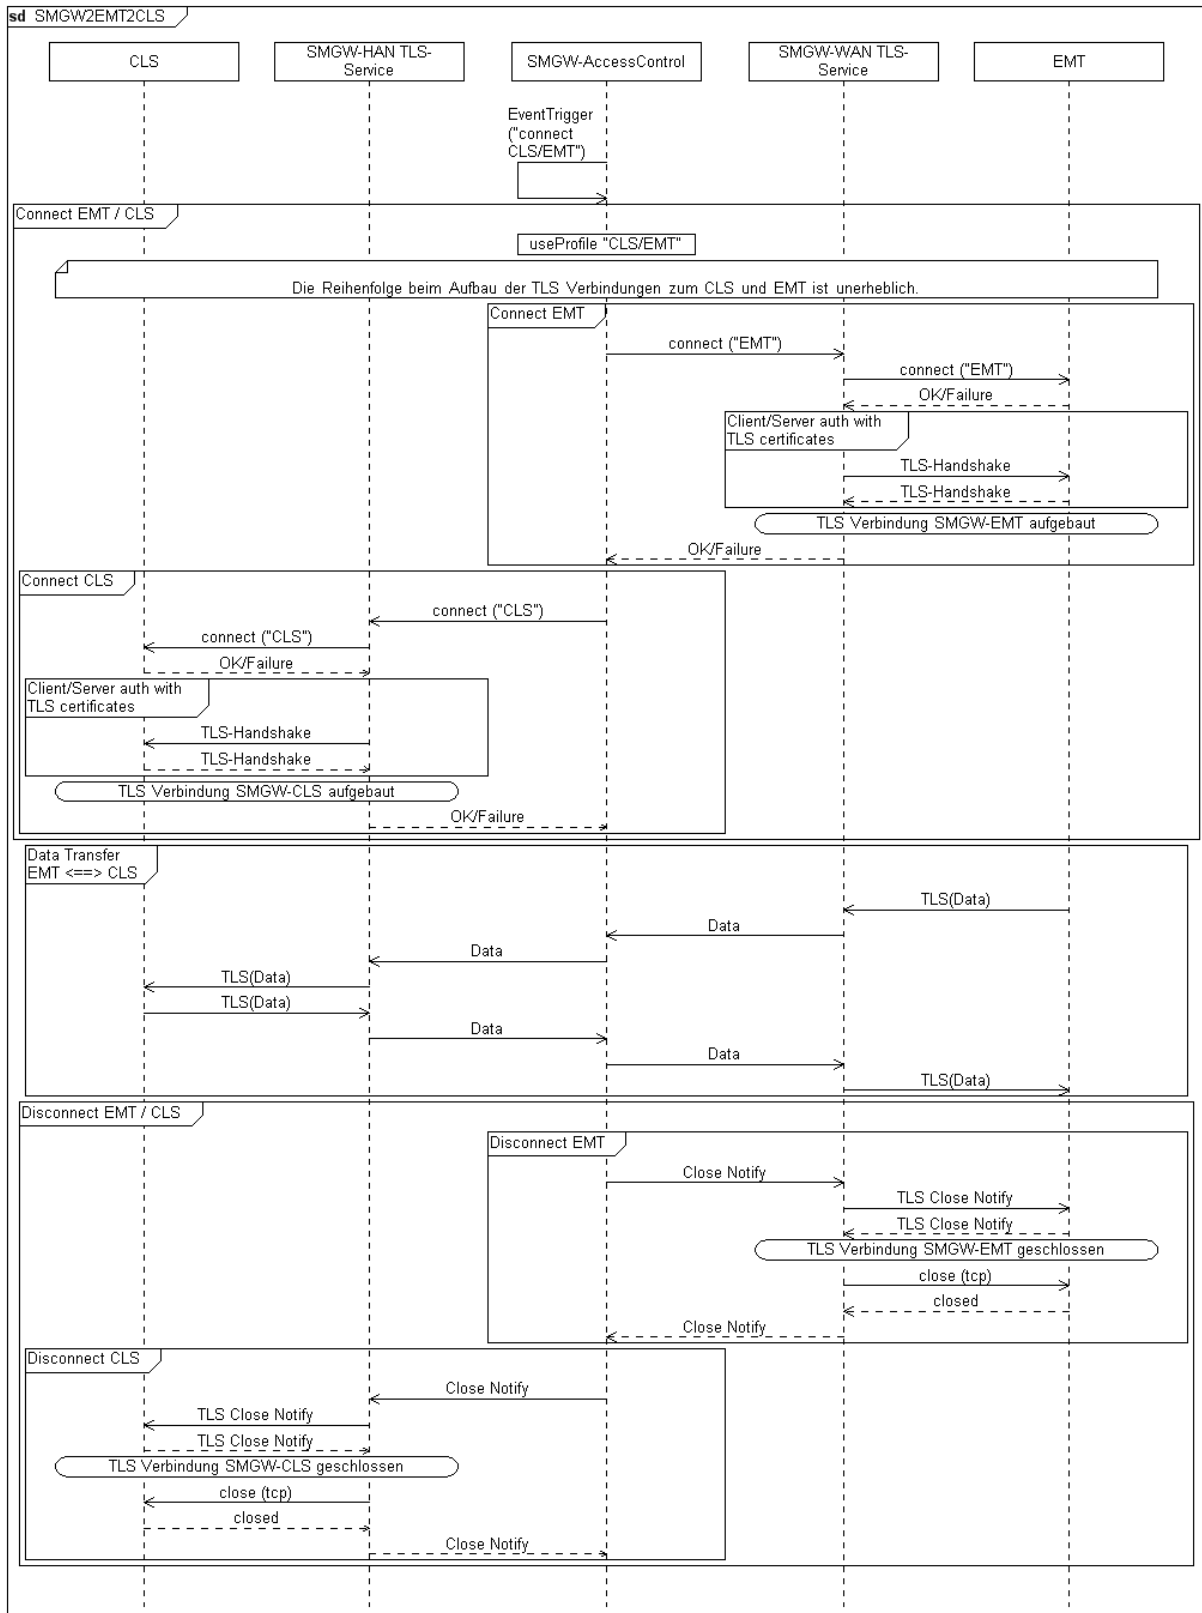 sd SMGW2EMT2CLS
CLS
SMGW-HAN TLS-
Service
SMGW-AccessControl
SMGW-WAN TLS-
Service
EMT
EventTrigger
("connect
CLS/EMT")
Connect EMT / CLS
useProfile "CLS/EMT"
Die Reihenfolge beim Aufbau der TLS Verbindungen zum CLS und EMT ist unerheblich.
Connect EMT
connect ("EMT")
connect ("EMT")
OK/Failure
Client/Server auth with
TLS certificates
TLS-Handshake
TLS-Handshake
TLS Verbindung SMGW-EMT aufgebaut
OK/Failure
Connect CLS
connect ("CLS")
connect ("CLS")
OK/Failure
Client/Server auth with
TLS certificates
TLS-Handshake
TLS-Handshake
TLS Verbindung SMGW-CLS aufgebaut
OK/Failure
Data Transfer
EMT <==> CLS
TLS(Data)
Data
Data
TLS(Data)
TLS(Data)
Data
Data
TLS(Data)
Disconnect EMT / CLS
Disconnect EMT
Close Notify
TLS Close Notify
TLS Close Notify
TLS Verbindung SMGW-EMT geschlossen
close (tcp)
closed
Close Notify
Disconnect CLS
Close Notify
TLS Close Notify
TLS Close Notify
TLS Verbindung SMGW-CLS geschlossen
close (tcp)
closed
Close Notify